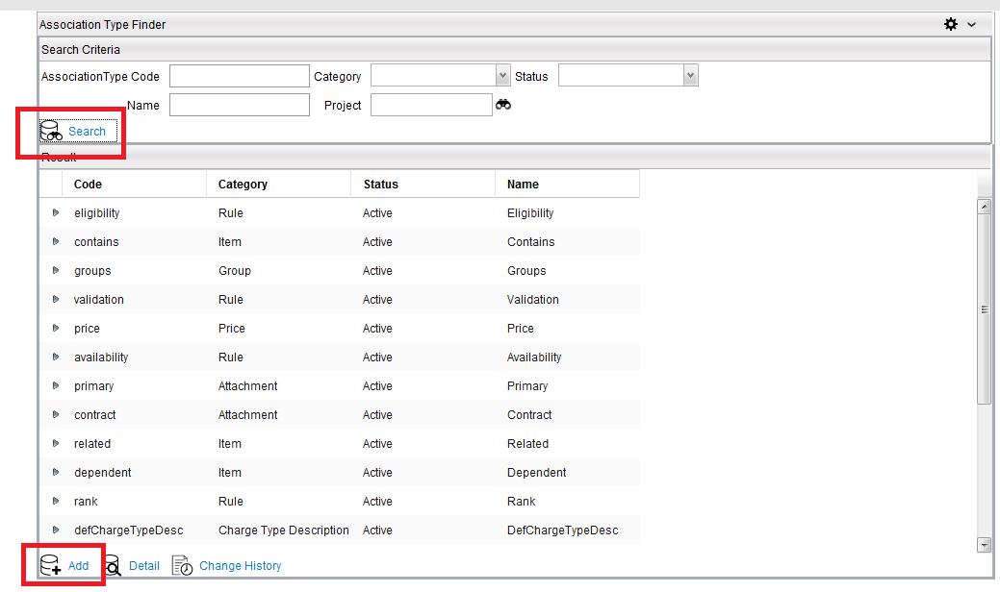 Association Type Finder
Search Criteria
AssociationType Code Category Status
Name Project
Search
Result
Code Category Status Name
eligibility Rule Active Eligibility
contains Item Active Contains
groups Group Active Groups
validation Rule Active Validation
price Price Active Price
availability Rule Active Availability
primary Attachment Active Primary
contract Attachment Active Contract
related Item Active Related
dependent Item Active Dependent
rank Rule Active Rank
defChargeTypeDesc Charge Type Description Active DefChargeTypeDesc
Add Detail Change History